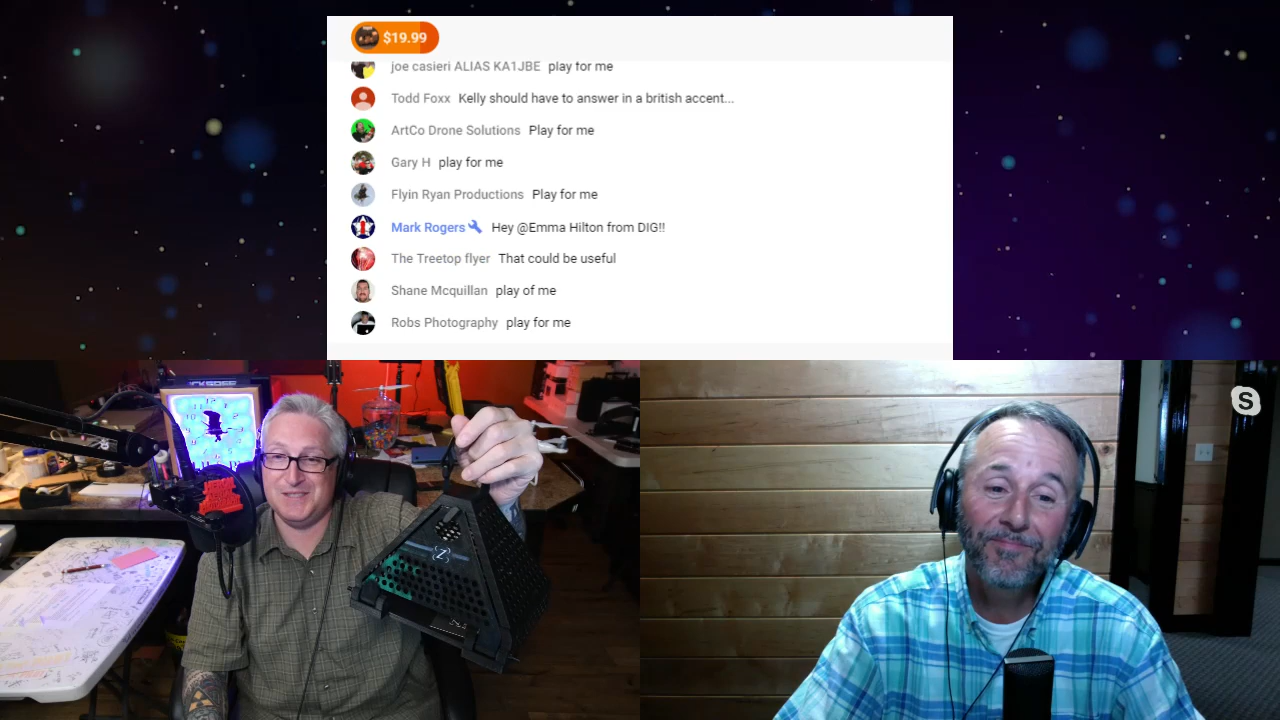 $19.99
joe casieri ALIAS KA1JBE play for me
Todd Foxx Kelly should have to answer in a british accent...
ArtCo Drone Solutions Play for me
Gary H play for me
Flyin Ryan Productions Play for me
Mark Rogers Hey @Emma Hilton from DIG!!
The Treetop flyer That could be useful
Shane Mcquillan play of me
Robs Photography play for me
S
Z